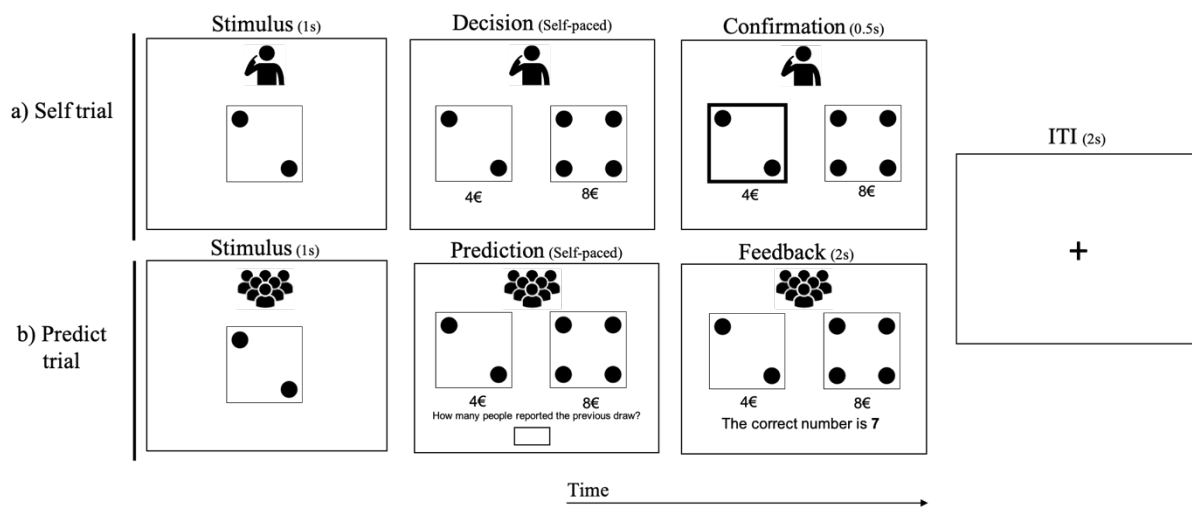 Stimulus (1s)
Decision (Self-paced)
Confirmation (0.5s)
a) Self trial
4€
8€
4€
8€
ITI (2s)
+
Stimulus (1s)
Prediction (Self-paced)
Feedback (2s)
b) Predict
trial
4€
8€
How many people reported the previous draw?
4€
8€
The correct number is 7
Time